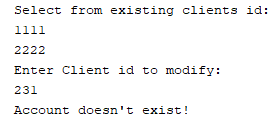 Select from existing clients id:
1111
2222
Enter Client id to modify:
231
Account doesn't exist!